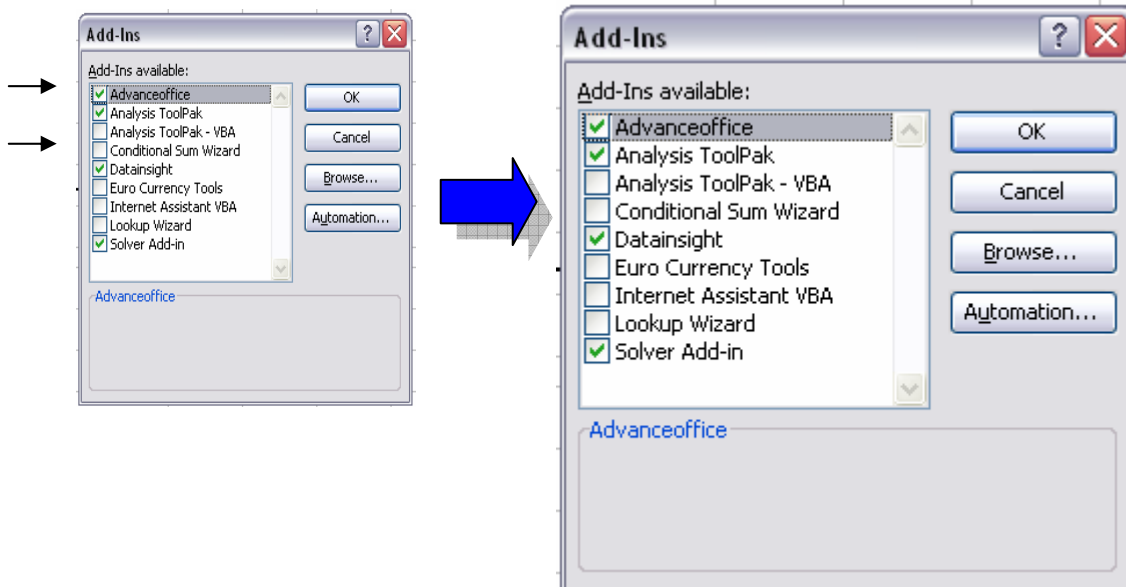 Add-Ins
?
Add-Ins available:
Advanceoffice
Analysis ToolPak
Analysis ToolPak - VBA
Conditional Sum Wizard
Datainsight
Euro Currency Tools
Internet Assistant VBA
Lookup Wizard
Solver Add-in
OK
Cancel
Browse...
Automation...
Advanceoffice
Add-Ins
?
Add-Ins available:
Advanceoffice
Analysis ToolPak
Analysis ToolPak - VBA
Conditional Sum Wizard
Datainsight
Euro Currency Tools
Internet Assistant VBA
Lookup Wizard
Solver Add-in
OK
Cancel
Browse...
Automation...
Advanceoffice